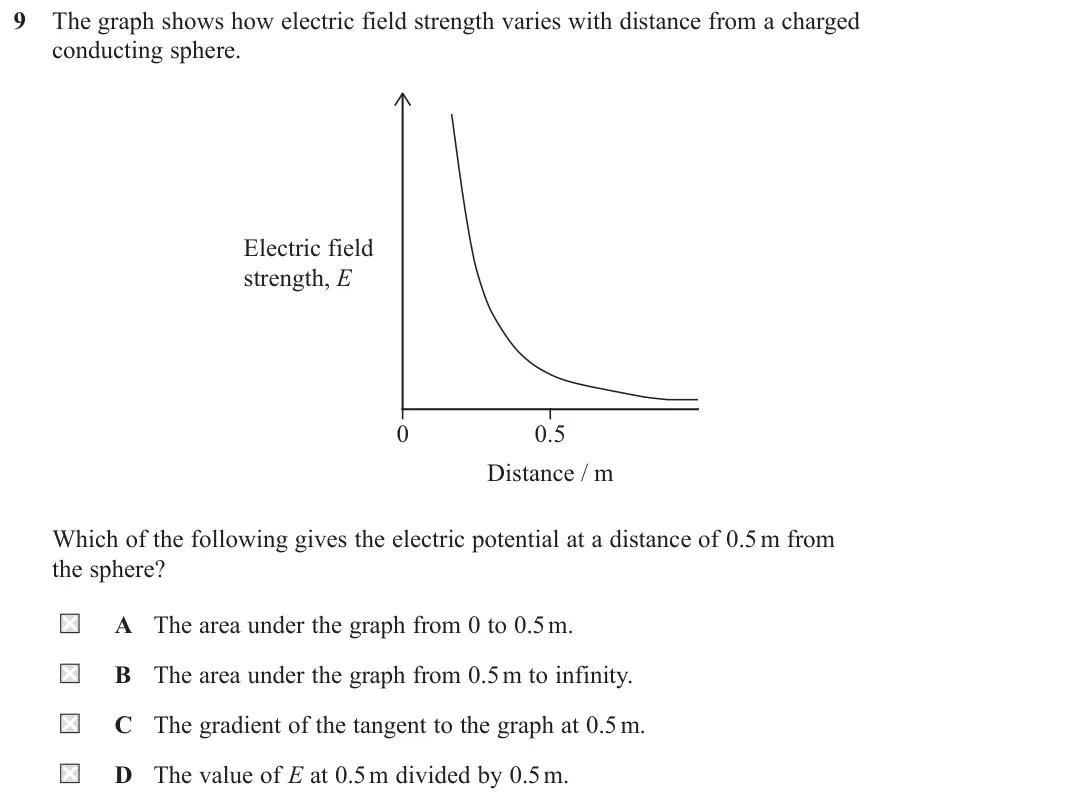 9 The graph shows how electric field strength varies with distance from a charged
conducting sphere.
Electric field
strength, E
0
0.5
Distance / m
Which of the following gives the electric potential at a distance of 0.5 m from
the sphere?
A The area under the graph from 0 to 0.5 m.
B The area under the graph from 0.5 m to infinity.
C The gradient of the tangent to the graph at 0.5 m.
D The value of E at 0.5 m divided by 0.5 m.